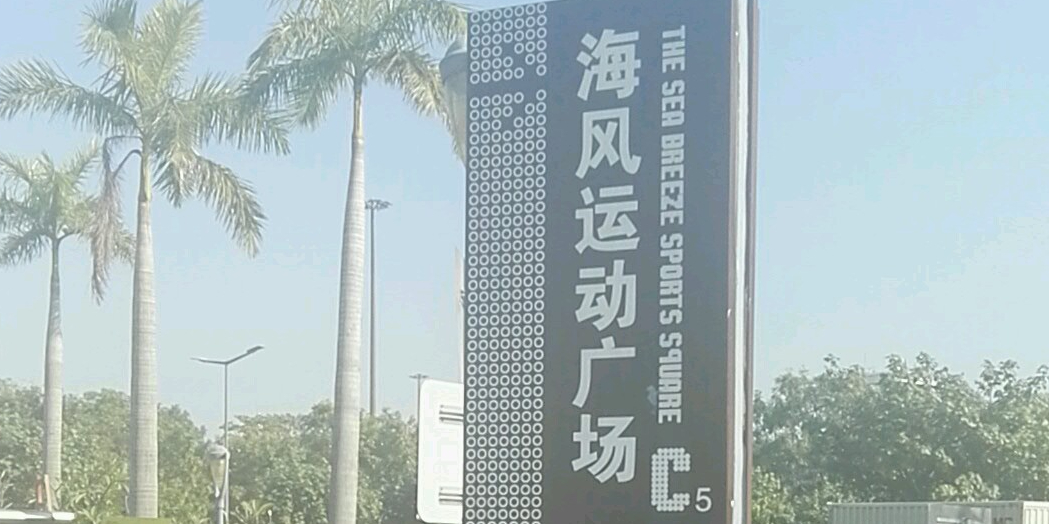 海风运动广场
THE SEA BREEZE SPORTS SQUARE
C5